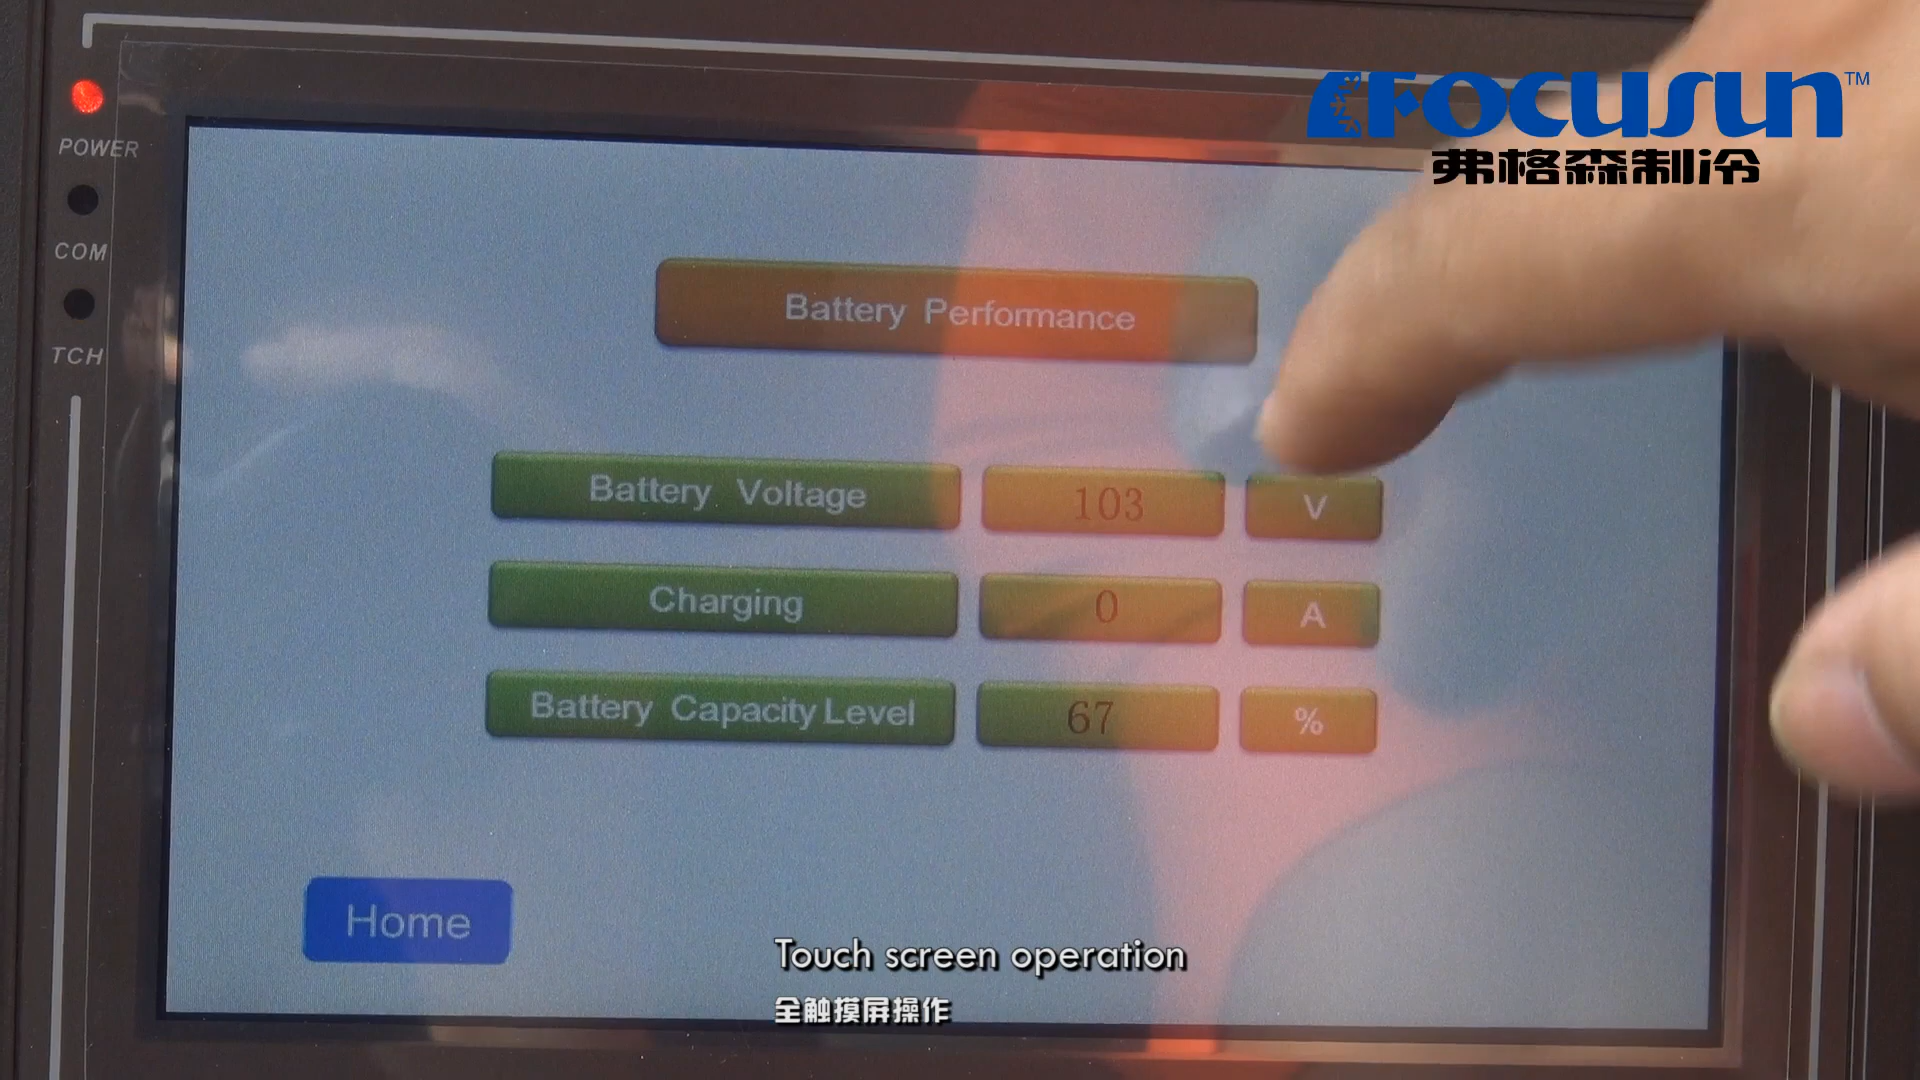 FOCUSUN™
弗格森制冷
POWER
COM
TCH
Battery Performance
Battery Voltage 103 V
Charging 0 A
Battery Capacity Level 67 %
Home
Touch screen operation
全触摸屏操作